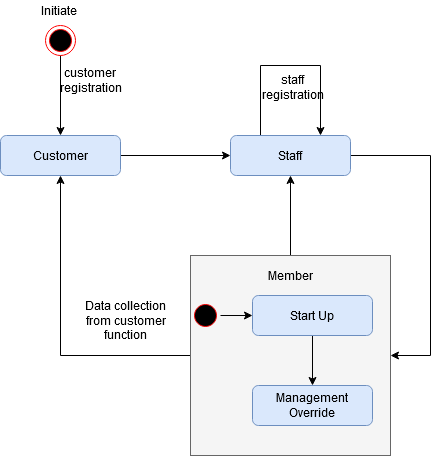 Initiate
customer
registration
staff
registration
Customer
Staff
Member
Data collection
from customer
function
Start Up
Management
Override